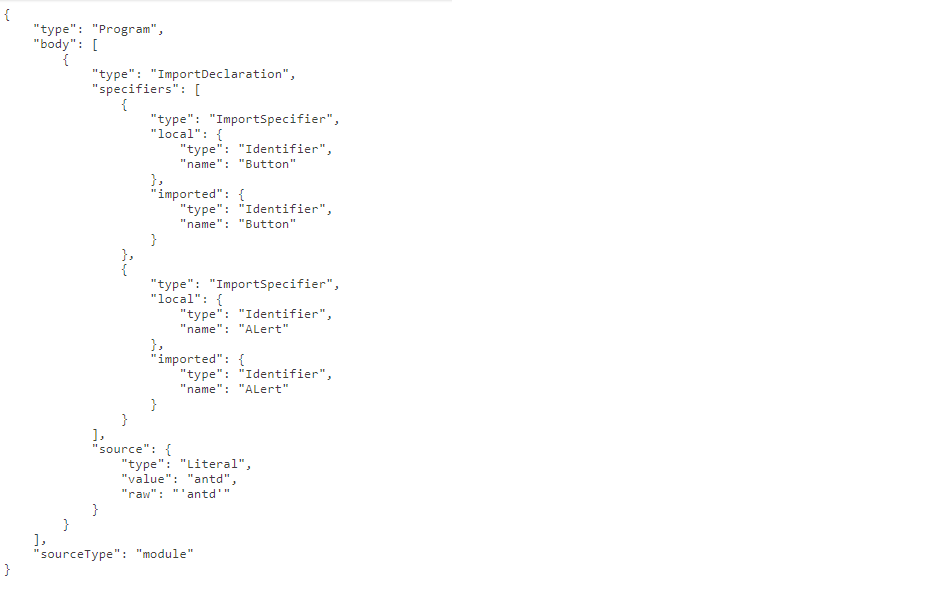 {
    "type": "Program",
    "body": [
        {
            "type": "ImportDeclaration",
            "specifiers": [
                {
                    "type": "ImportSpecifier",
                    "local": {
                        "type": "Identifier",
                        "name": "Button"
                    },
                    "imported": {
                        "type": "Identifier",
                        "name": "Button"
                    }
                },
                {
                    "type": "ImportSpecifier",
                    "local": {
                        "type": "Identifier",
                        "name": "ALert"
                    },
                    "imported": {
                        "type": "Identifier",
                        "name": "ALert"
                    }
                }
            ],
            "source": {
                "type": "Literal",
                "value": "antd",
                "raw": "'antd'"
            }
        }
    ],
    "sourceType": "module"
}